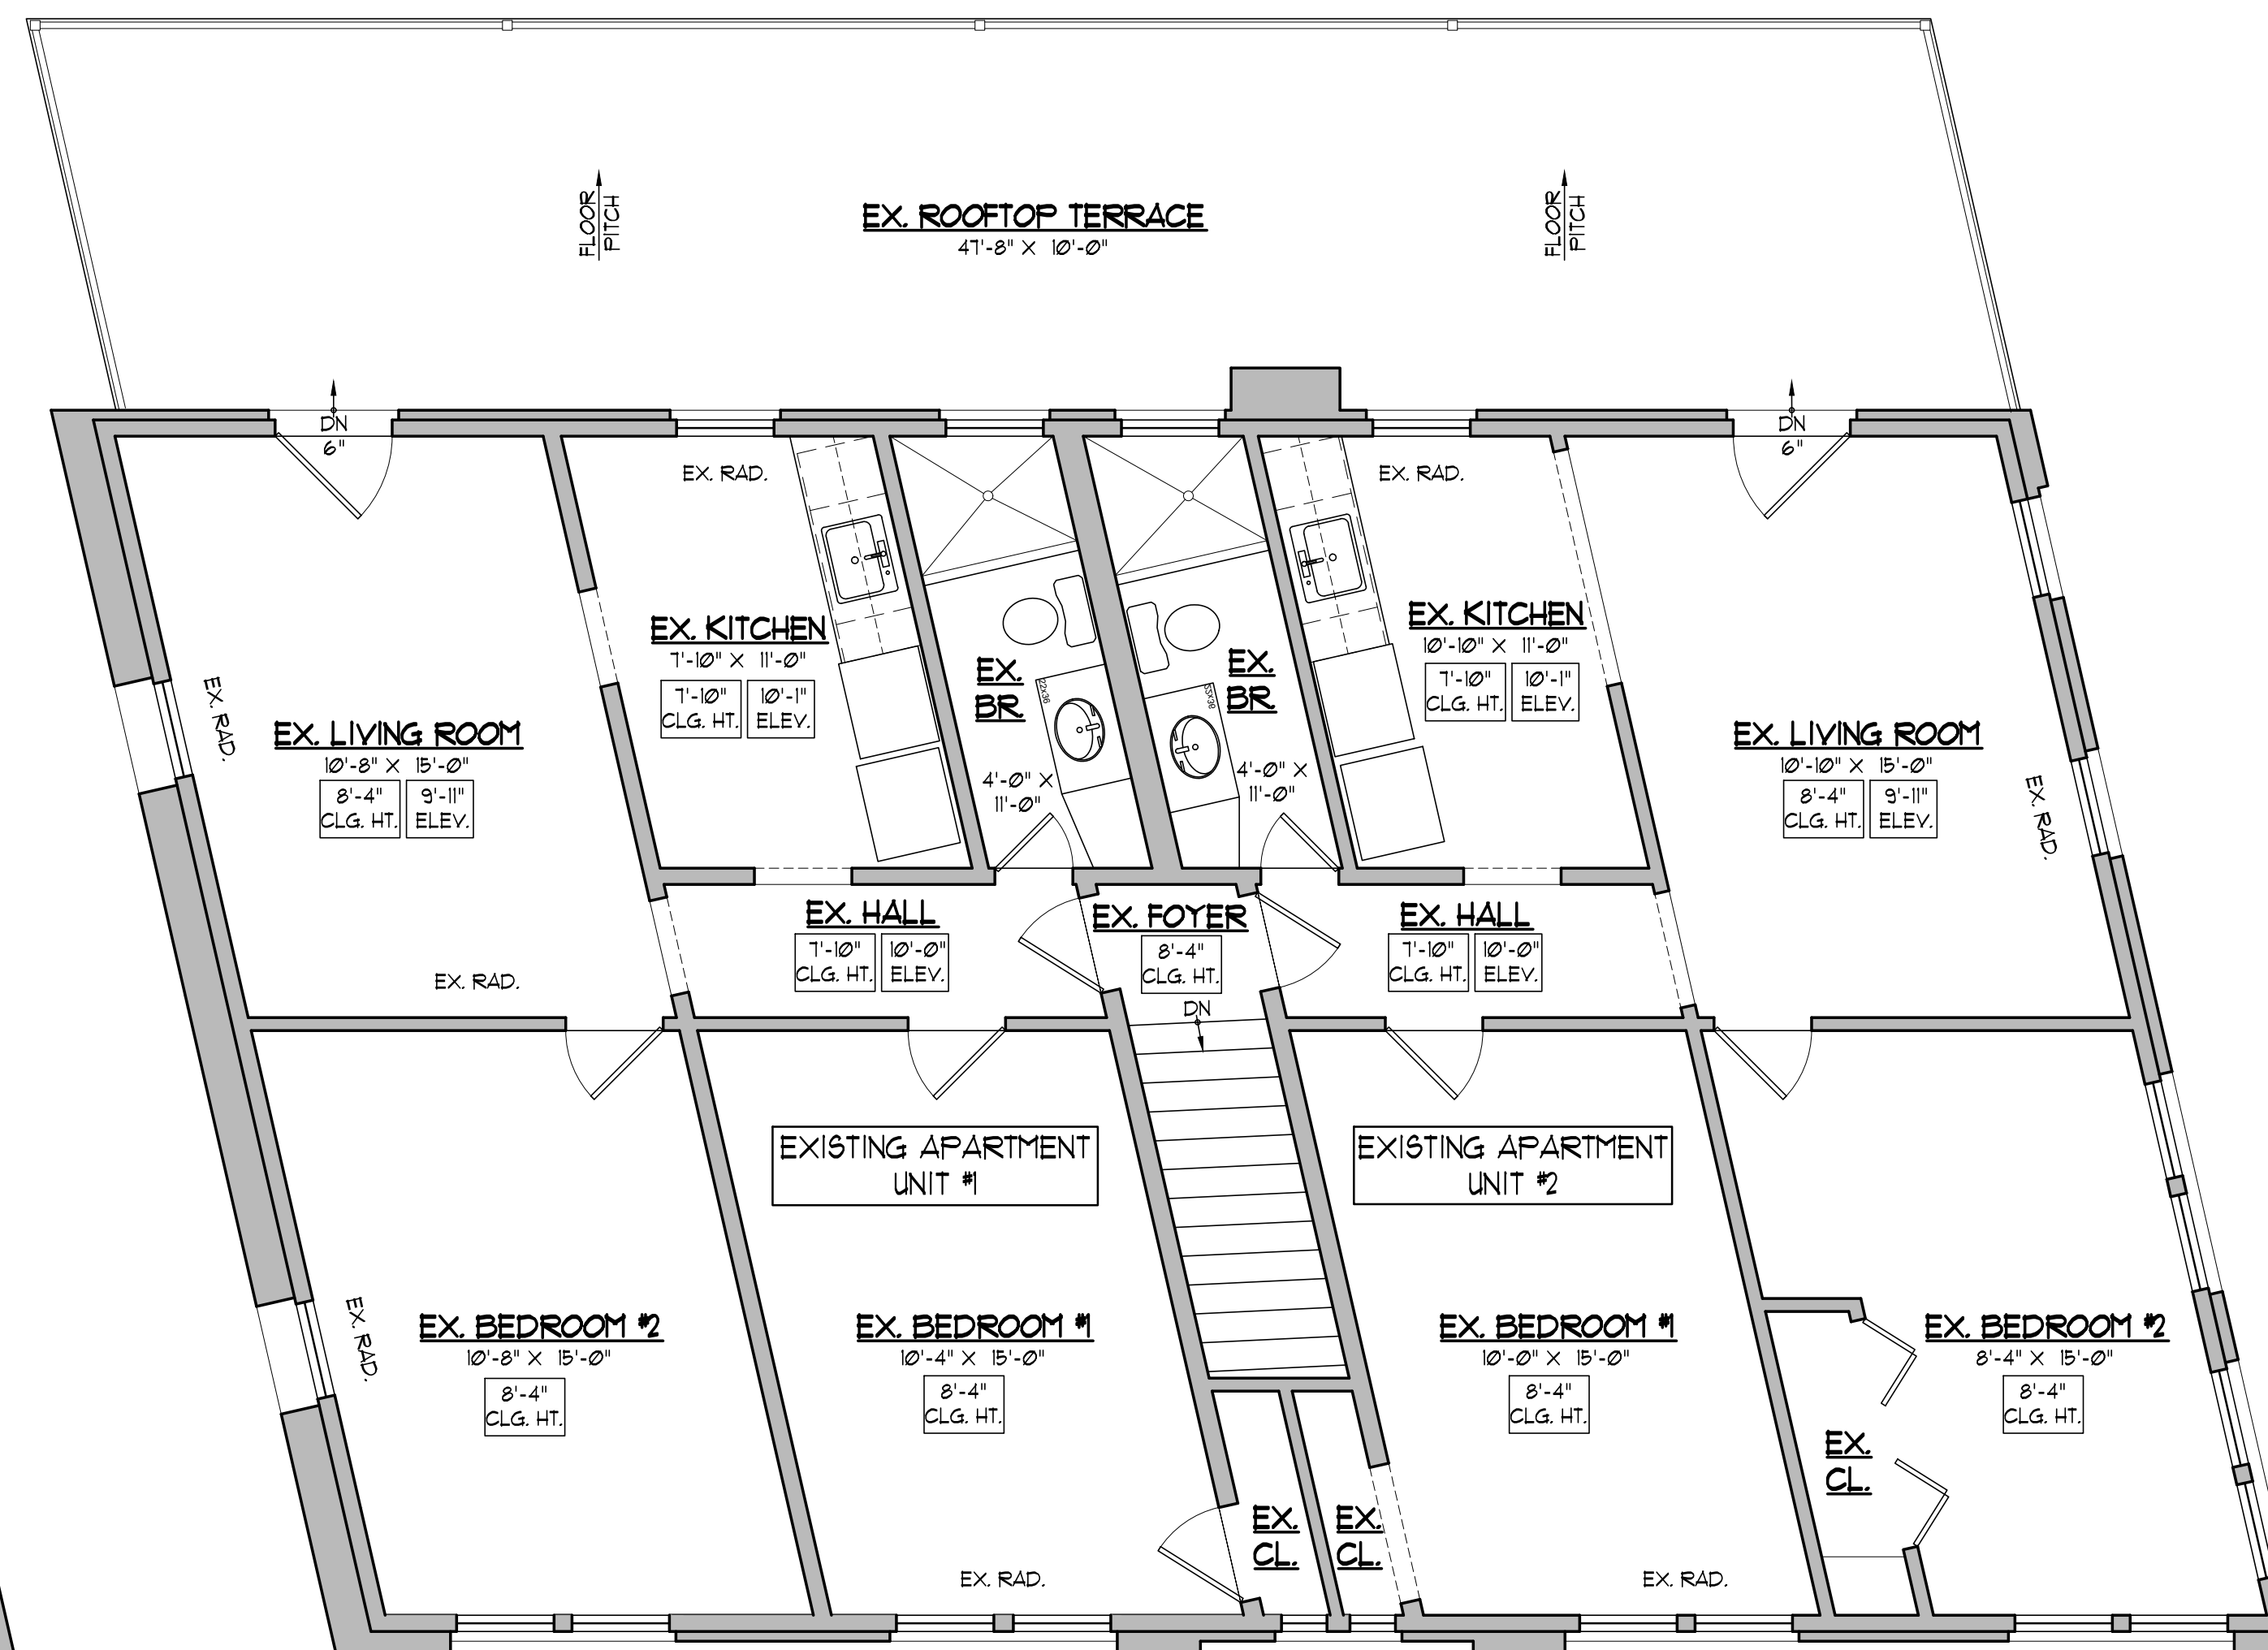 FLOOR
PITCH
EX. ROOFTOP TERRACE
47'-8" X 10'-0"
FLOOR
PITCH
DN
6"
DN
6"
EX. RAD.
EX. RAD.
EX. KITCHEN
7'-10" X 11'-0"
7'-10"
CLG. HT.
10'-1"
ELEV.
EX.
BR.
22x36
4'-0" X
11'-0"
EX.
BR.
22x36
4'-0" X
11'-0"
EX. KITCHEN
10'-10" X 11'-0"
7'-10"
CLG. HT.
10'-1"
ELEV.
EX. RAD.
EX. LIVING ROOM
10'-8" X 15'-0"
8'-4"
CLG. HT.
9'-11"
ELEV.
EX. LIVING ROOM
10'-10" X 15'-0"
8'-4"
CLG. HT.
9'-11"
ELEV.
EX. RAD.
EX. HALL
7'-10"
CLG. HT.
10'-0"
ELEV.
EX. FOYER
8'-4"
CLG. HT.
DN
EX. HALL
7'-10"
CLG. HT.
10'-0"
ELEV.
EX. RAD.
EXISTING APARTMENT
UNIT #1
EXISTING APARTMENT
UNIT #2
EX. RAD.
EX. BEDROOM #2
10'-8" X 15'-0"
8'-4"
CLG. HT.
EX. BEDROOM #1
10'-4" X 15'-0"
8'-4"
CLG. HT.
EX. BEDROOM #1
10'-0" X 15'-0"
8'-4"
CLG. HT.
EX. BEDROOM #2
8'-4" X 15'-0"
8'-4"
CLG. HT.
EX.
CL.
EX.
CL.
EX.
CL.
EX. RAD.
EX. RAD.